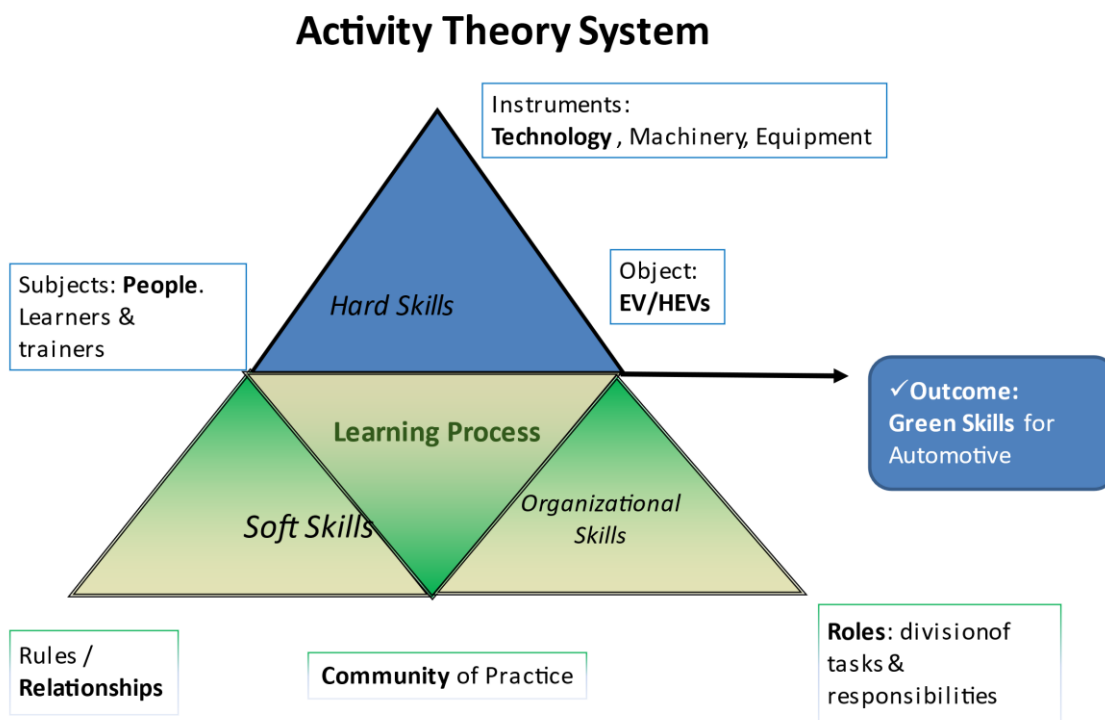 Activity Theory System
Instruments:
Technology , Machinery, Equipment
Subjects: People.
Learners &
trainers
Object:
EV/HEVs
Hard Skills
✓Outcome:
Green Skills for
Automotive
Learning Process
Soft Skills
Organizational
Skills
Rules /
Relationships
Community of Practice
Roles: divisionof
tasks &
responsibilities